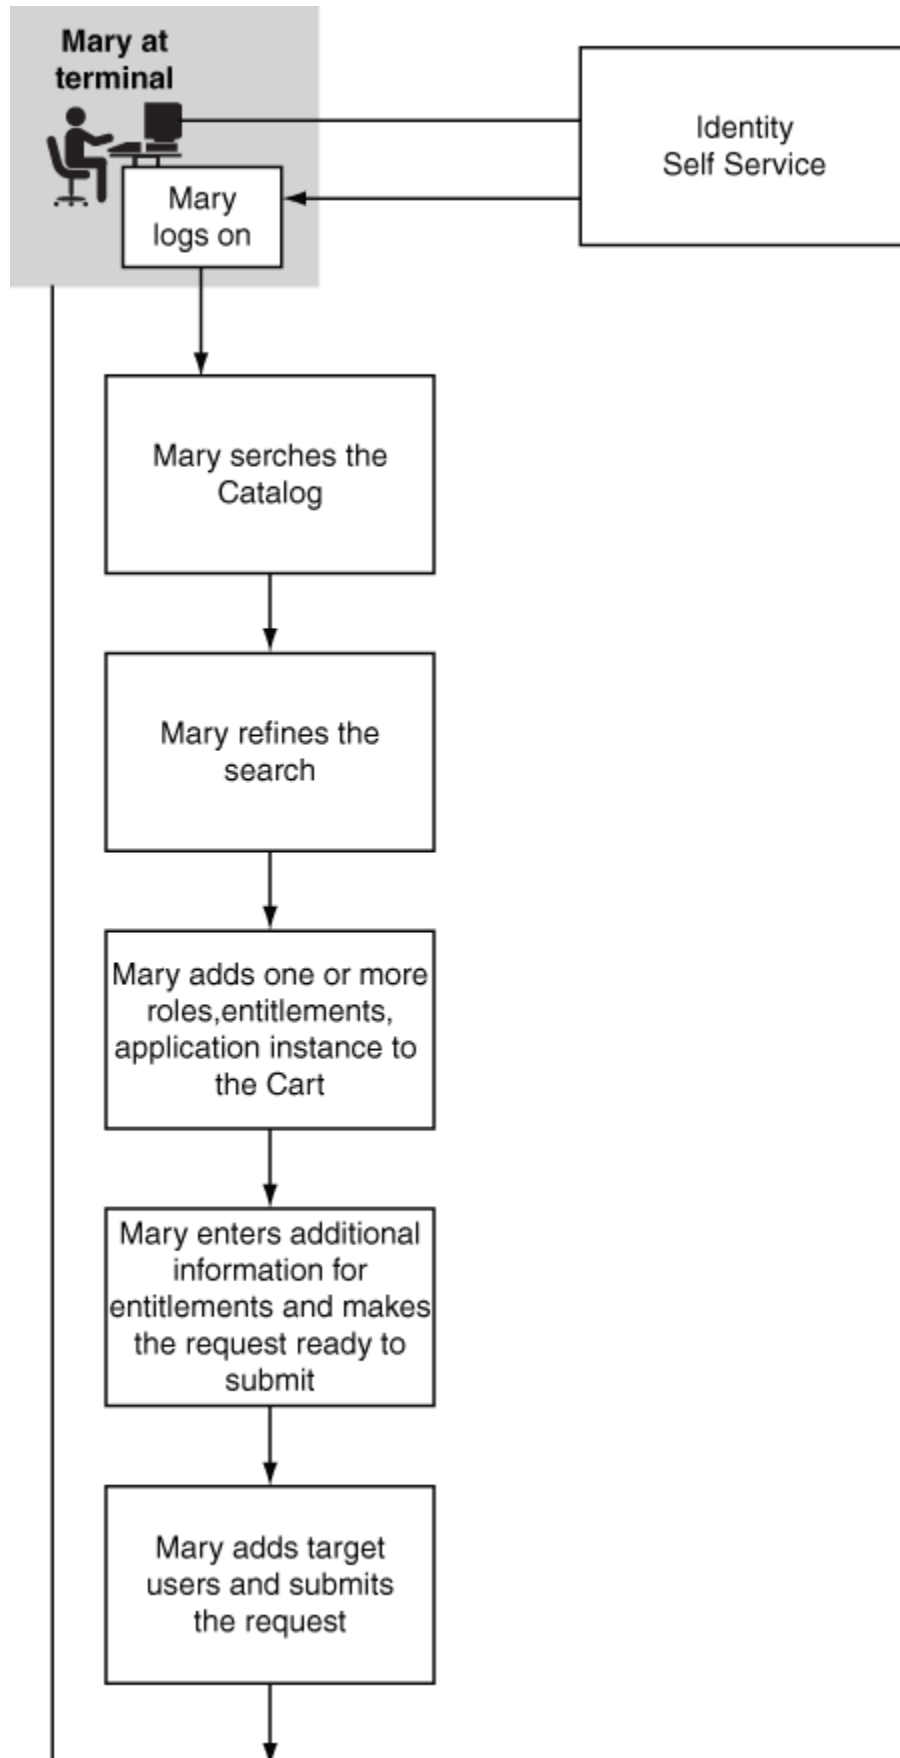 Mary at
terminal
Identity
Self Service
Mary
logs on
Mary serches the
Catalog
Mary refines the
search
Mary adds one or more
roles,entitlements,
application instance to
the Cart
Mary enters additional
information for
entitlements and makes
the request ready to
submit
Mary adds target
users and submits
the request